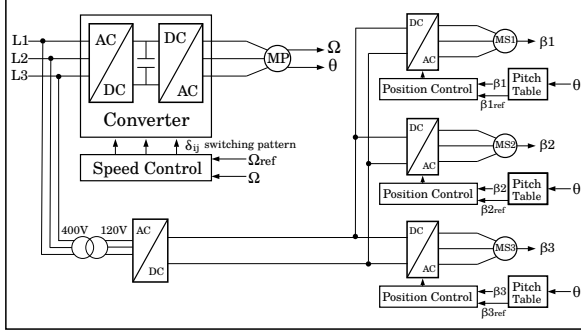 L1
L2
L3
AC
DC
DC
AC
Converter
MP
Ω
θ
δij switching pattern
Speed Control
Ωref
Ω
400V
120V
AC
DC
DC
AC
MS1
β1
Position Control
β1
β1ref
Pitch
Table
θ
DC
AC
MS2
β2
Position Control
β2
β2ref
Pitch
Table
θ
DC
AC
MS3
β3
Position Control
β3
β3ref
Pitch
Table
θ